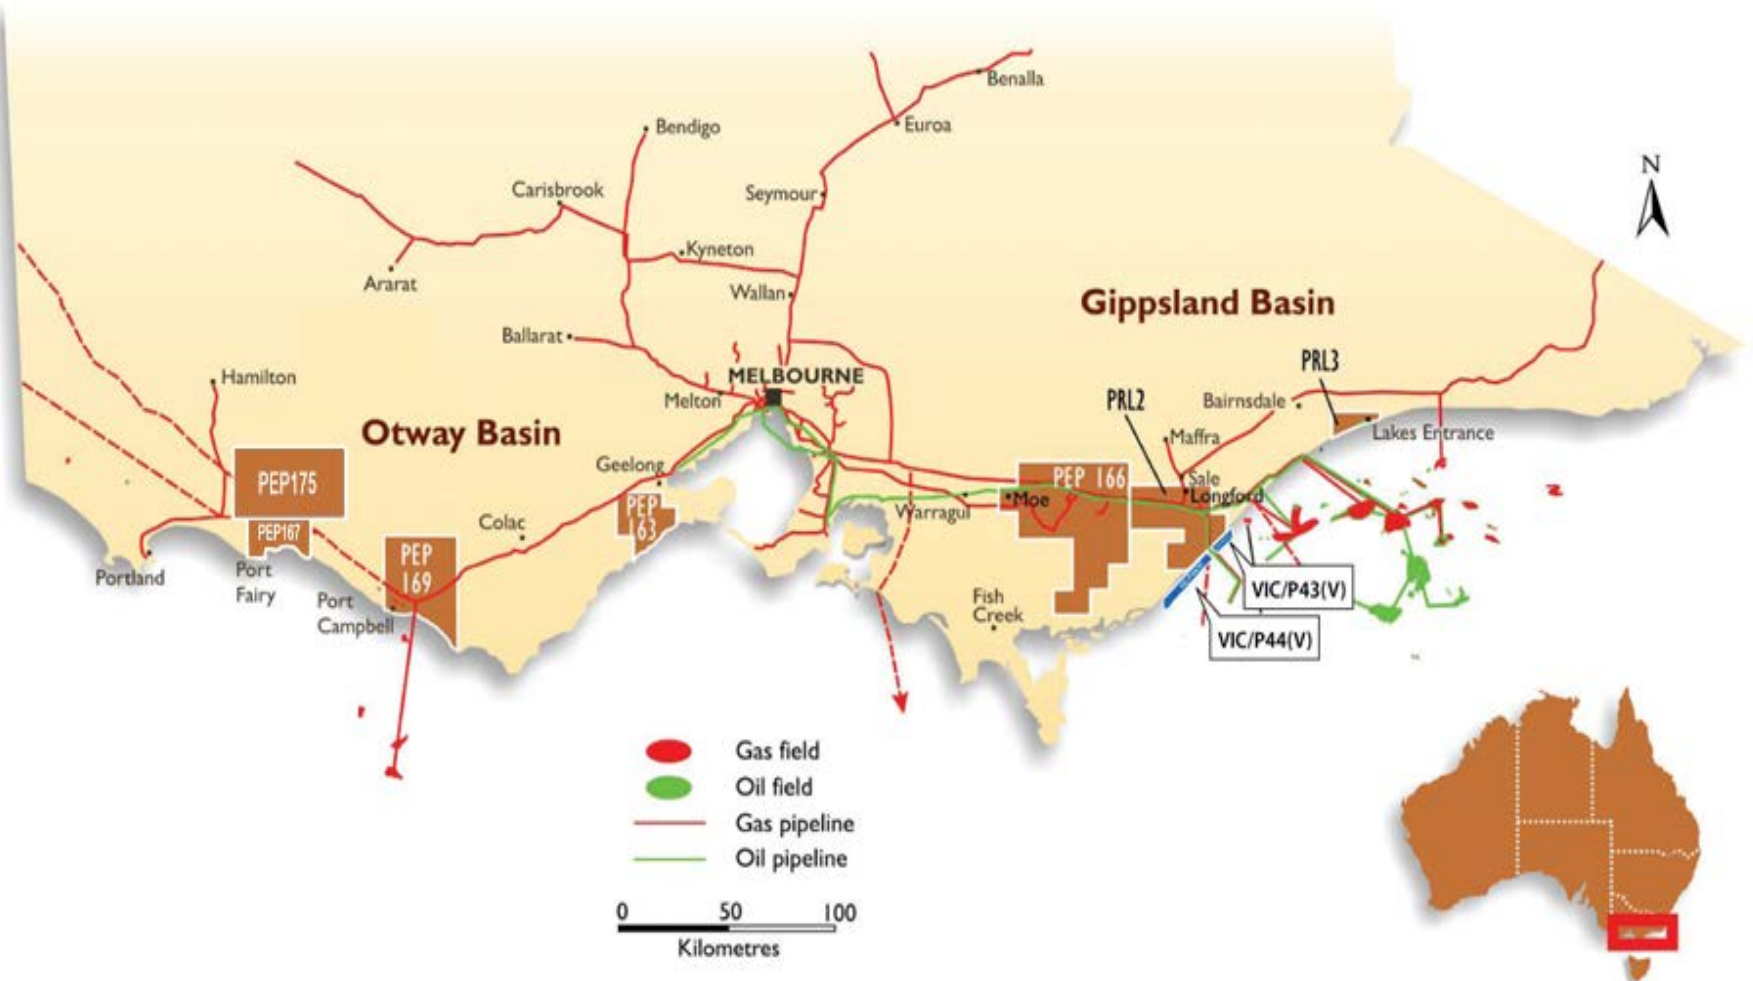 Benalla
Euroa
Bendigo
N
Carisbrook
Seymour
Kyneton
Ararat
Wallan
Gippsland Basin
Ballarat
PRL3
Hamilton
MELBOURNE
Melton
PRL2
Bairnsdale
Otway Basin
Maffra
Lakes Entrance
Geelong
PEP175
PEP 166
Sale
Longford
Moe
Warragul
PEP
163
Colac
PEP167
PEP
169
Portland
Port
Fairy
Port
Campbell
Fish
Creek
VIC/P43(V)
VIC/P44(V)
Gas field
Oil field
Gas pipeline
Oil pipeline
0 50 100
Kilometres